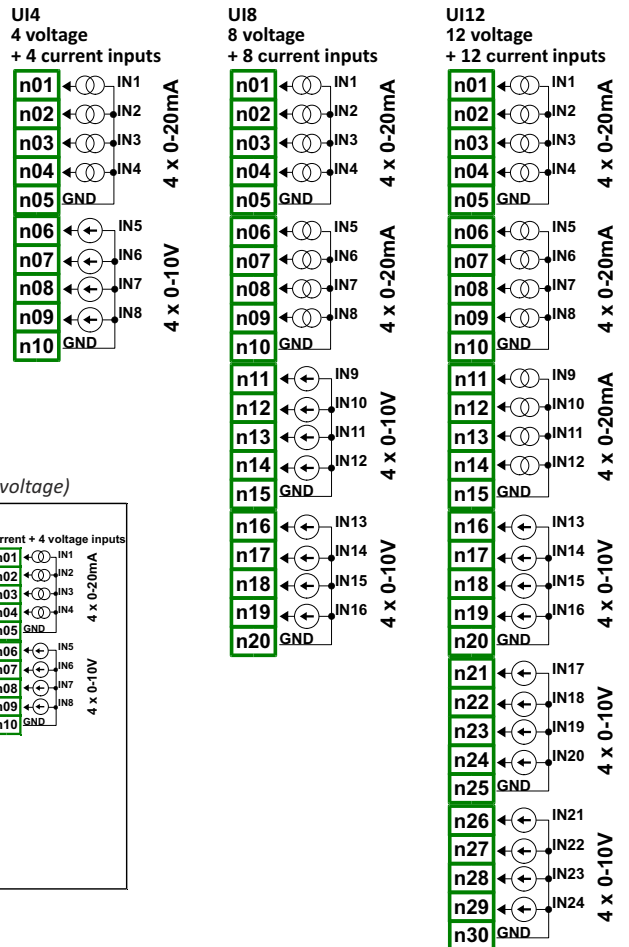 UI4
4 voltage
+ 4 current inputs
n01 IN1
n02 IN2
n03 IN3
n04 IN4
n05 GND
4 x 0-20mA
n06 IN5
n07 IN6
n08 IN7
n09 IN8
n10 GND
4 x 0-10V
UI8
8 voltage
+ 8 current inputs
n01 IN1
n02 IN2
n03 IN3
n04 IN4
n05 GND
4 x 0-20mA
n06 IN5
n07 IN6
n08 IN7
n09 IN8
n10 GND
4 x 0-20mA
n11 IN9
n12 IN10
n13 IN11
n14 IN12
n15 GND
4 x 0-10V
n16 IN13
n17 IN14
n18 IN15
n19 IN16
n20 GND
4 x 0-10V
UI12
12 voltage
+ 12 current inputs
n01 IN1
n02 IN2
n03 IN3
n04 IN4
n05 GND
4 x 0-20mA
n06 IN5
n07 IN6
n08 IN7
n09 IN8
n10 GND
4 x 0-20mA
n11 IN9
n12 IN10
n13 IN11
n14 IN12
n15 GND
4 x 0-20mA
n16 IN13
n17 IN14
n18 IN15
n19 IN16
n20 GND
4 x 0-10V
n21 IN17
n22 IN18
n23 IN19
n24 IN20
n25 GND
4 x 0-10V
n26 IN21
n27 IN22
n28 IN23
n29 IN24
n30 GND
4 x 0-10V
voltage)
rrent + 4 voltage inputs
n01 IN1
n02 IN2
n03 IN3
n04 IN4
n05 GND
4 x 0-20mA
n06 IN5
n07 IN6
n08 IN7
n09 IN8
n10 GND
4 x 0-10V